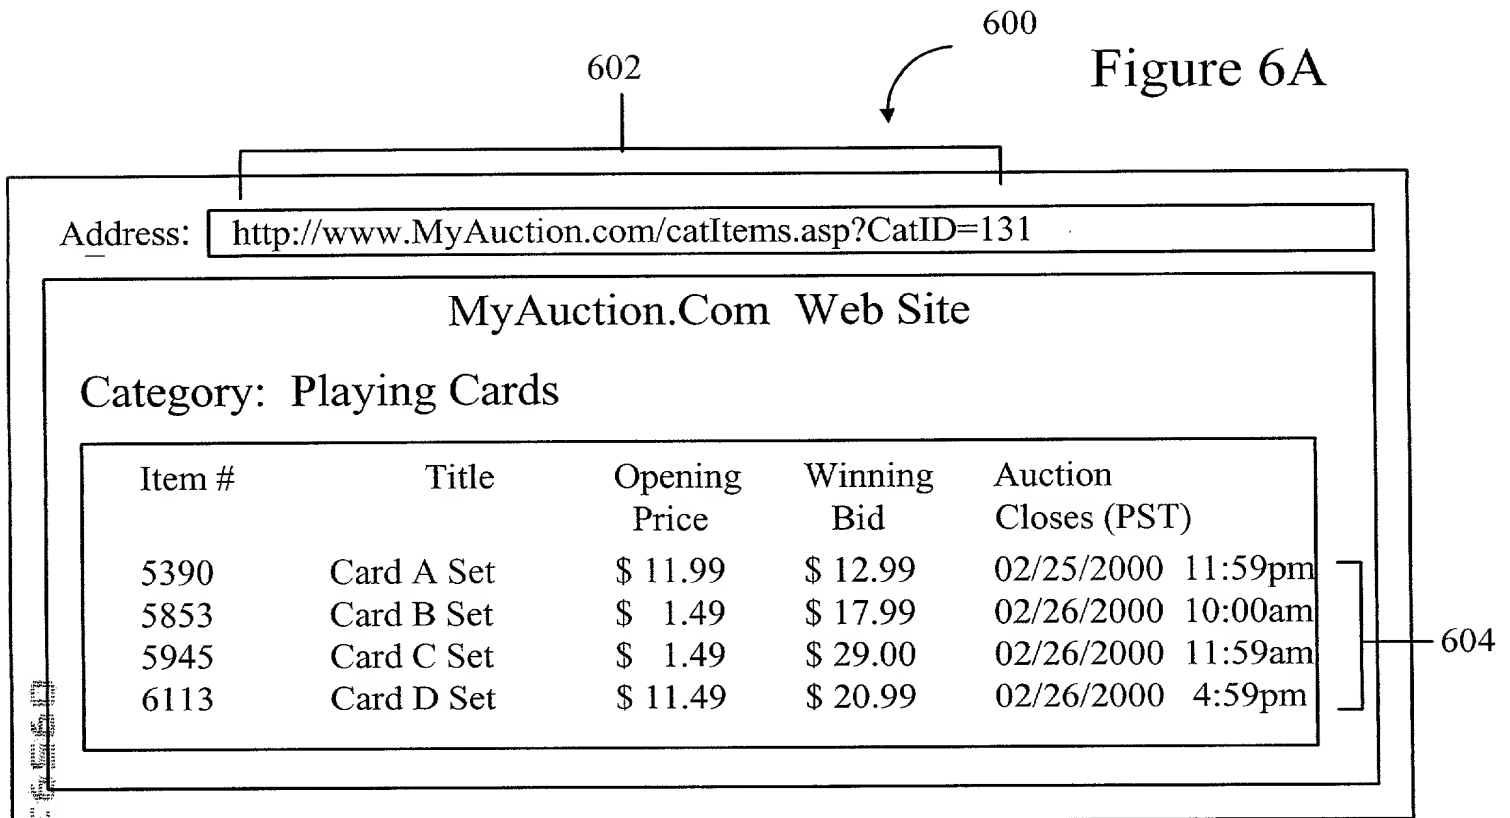 600
Figure 6A
602
Address: http://www.MyAuction.com/catItems.asp?CatID=131
MyAuction.Com Web Site
Category: Playing Cards
Item # Title Opening Price Winning Bid Auction Closes (PST)
5390 Card A Set $ 11.99 $ 12.99 02/25/2000 11:59pm
5853 Card B Set $ 1.49 $ 17.99 02/26/2000 10:00am
5945 Card C Set $ 1.49 $ 29.00 02/26/2000 11:59am
604
6113 Card D Set $ 11.49 $ 20.99 02/26/2000 4:59pm